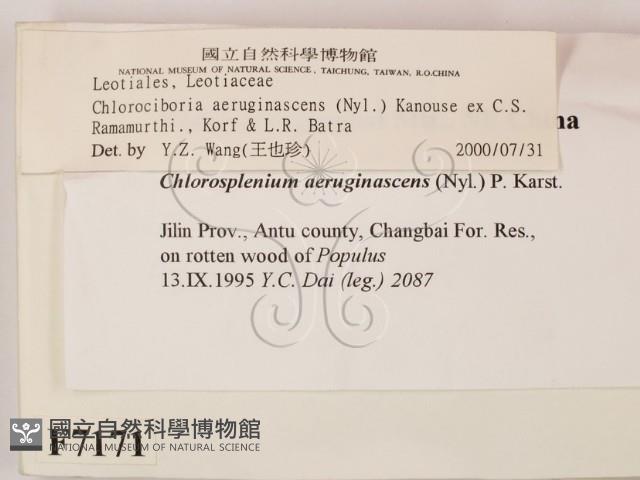 國立自然科學博物館
NATIONAL MUSEUM OF NATURAL SCIENCE, TAICHUNG, TAIWAN, R.O.CHINA
Leotiales, Leotiaceae
Chlorociboria aeruginascens (Nyl.) Kanouse ex C.S.
Ramamurthi., Korf & L.R. Batra
Det. by Y.Z. Wang(王也珍) 2000/07/31
na
Chlorosplenium aeruginascens (Nyl.) P. Karst.
Jilin Prov., Antu county, Changbai For. Res.,
on rotten wood of Populus
13.IX.1995 Y.C. Dai (leg.) 2087
國立自然科學博物館
NATIONAL MUSEUM OF NATURAL SCIENCE
F7171